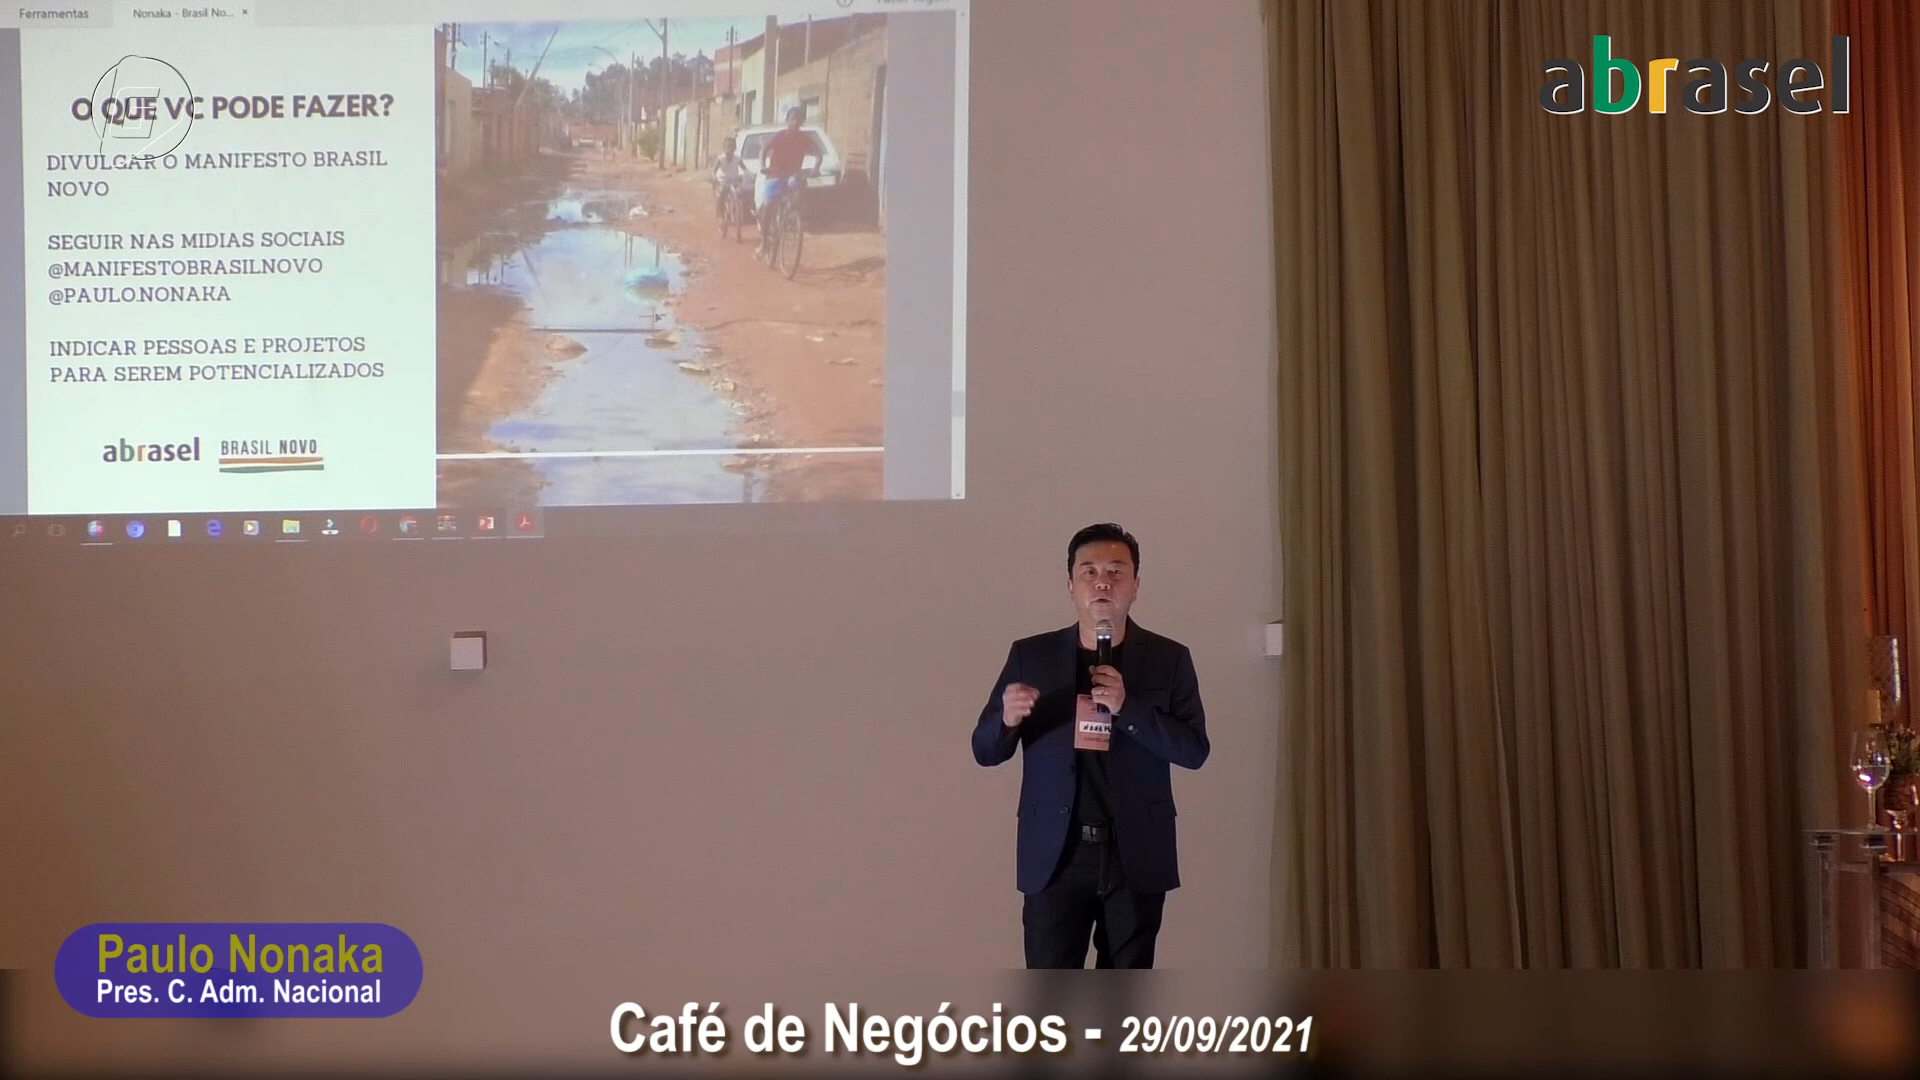 Ferramentas
Nonaka - Brasil No... ×
O QUE VC PODE FAZER?
DIVULGAR O MANIFESTO BRASIL
NOVO
SEGUIR NAS MIDIAS SOCIAIS
@MANIFESTOBRASILNOVO
@PAULO.NONAKA
INDICAR PESSOAS E PROJETOS
PARA SEREM POTENCIALIZADOS
abrasel BRASIL NOVO
abrasel
Paulo Nonaka
Pres. C. Adm. Nacional
Café de Negócios - 29/09/2021